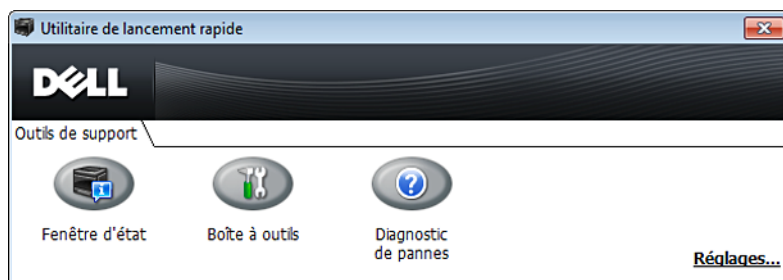 Utilitaire de lancement rapide
DELL
Outils de support
Fenêtre d'état
Boîte à outils
Diagnostic
de pannes
Réglages...